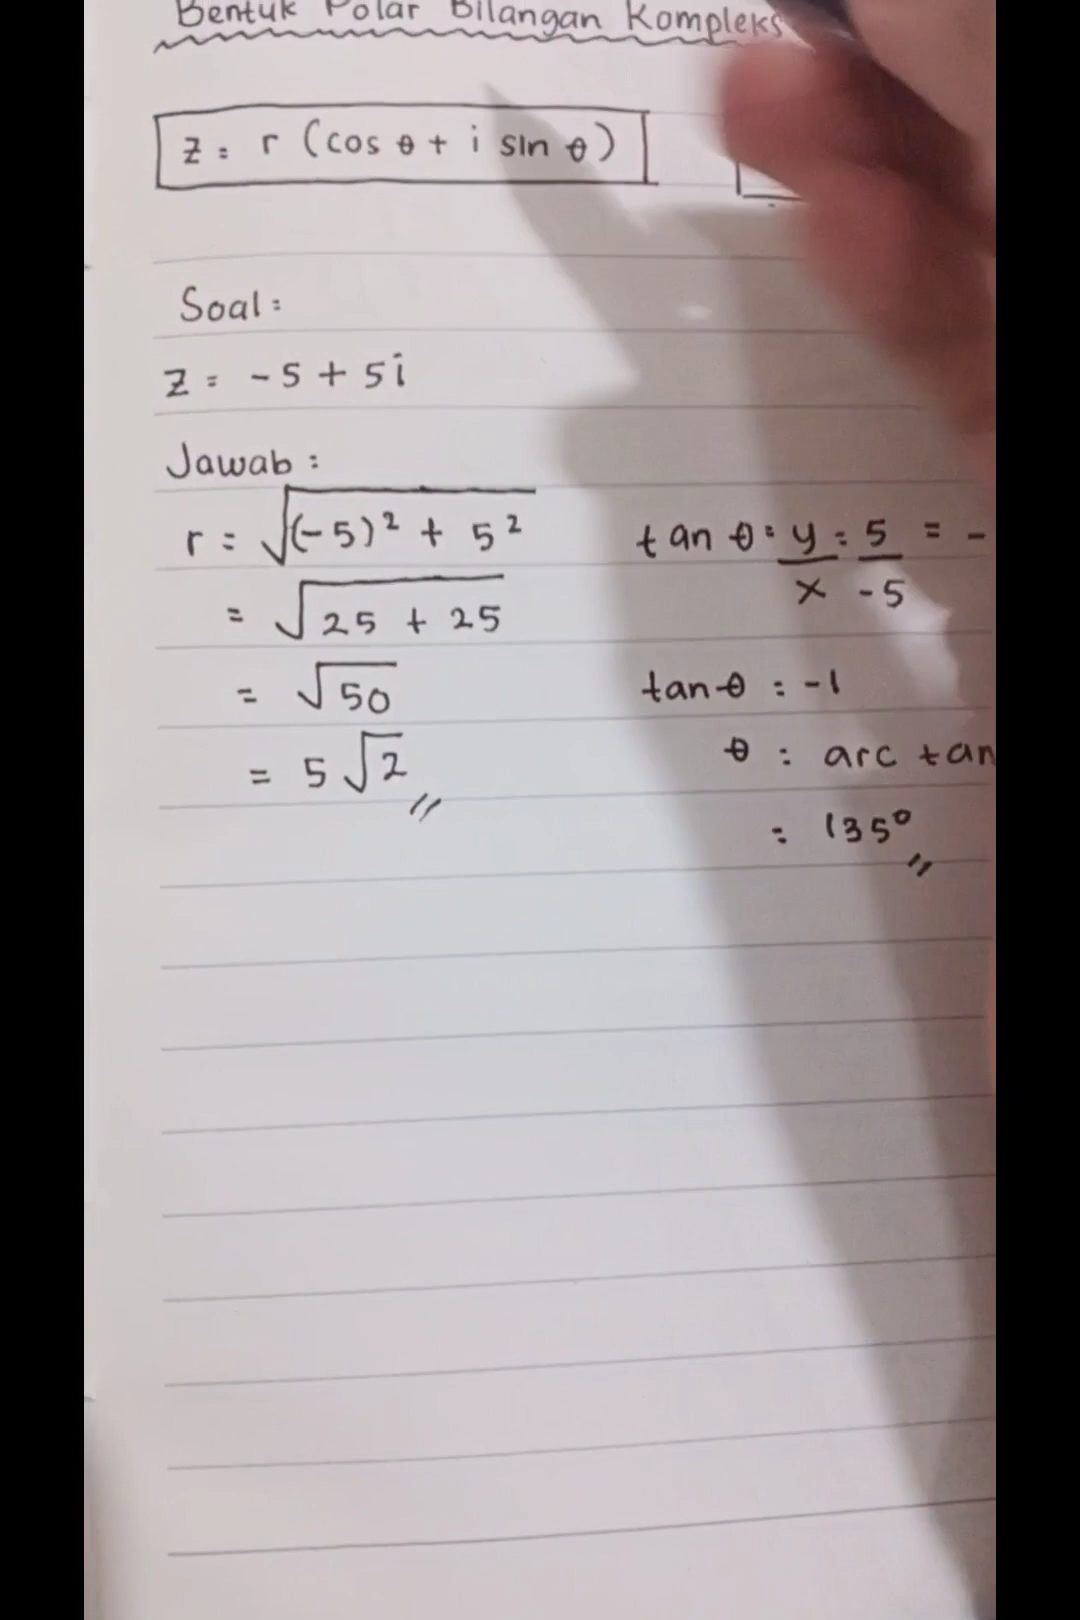 Bentuk Polar Bilangan Kompleks
z = r (cos θ + i sin θ)
Soal :
z = -5 + 5i
Jawab :
r = √(-5)² + 5²
= √25 + 25
= √50
= 5√2 //
tan θ = y/x = 5/-5 = -
tan θ = -1
θ = arc tan
= 135° //